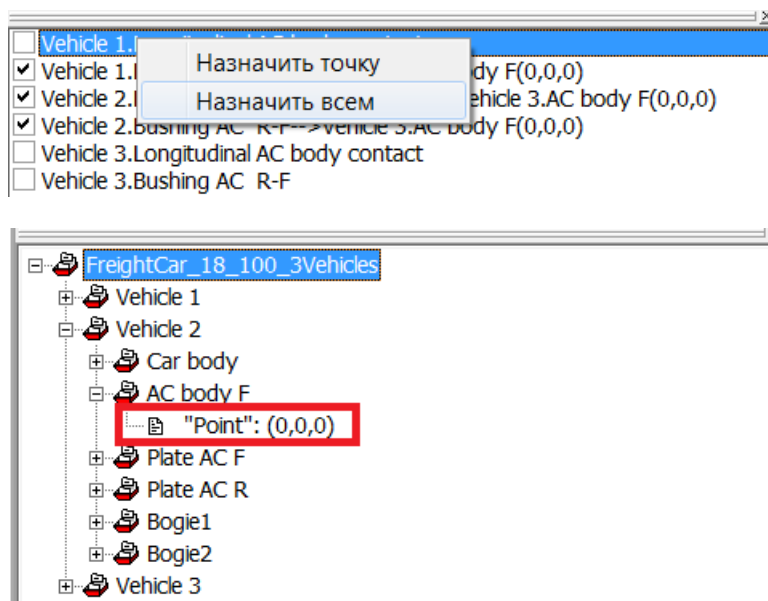 Vehicle 1.
Назначить точку
Vehicle 1. dy F(0,0,0)
Назначить всем
Vehicle 2. ehicle 3.AC body F(0,0,0)
Vehicle 2.Bushing AC R-F-->Vehicle 3.AC body F(0,0,0)
Vehicle 3.Longitudinal AC body contact
Vehicle 3.Bushing AC R-F
FreightCar_18_100_3Vehicles
Vehicle 1
Vehicle 2
Car body
AC body F
"Point": (0,0,0)
Plate AC F
Plate AC R
Bogie1
Bogie2
Vehicle 3